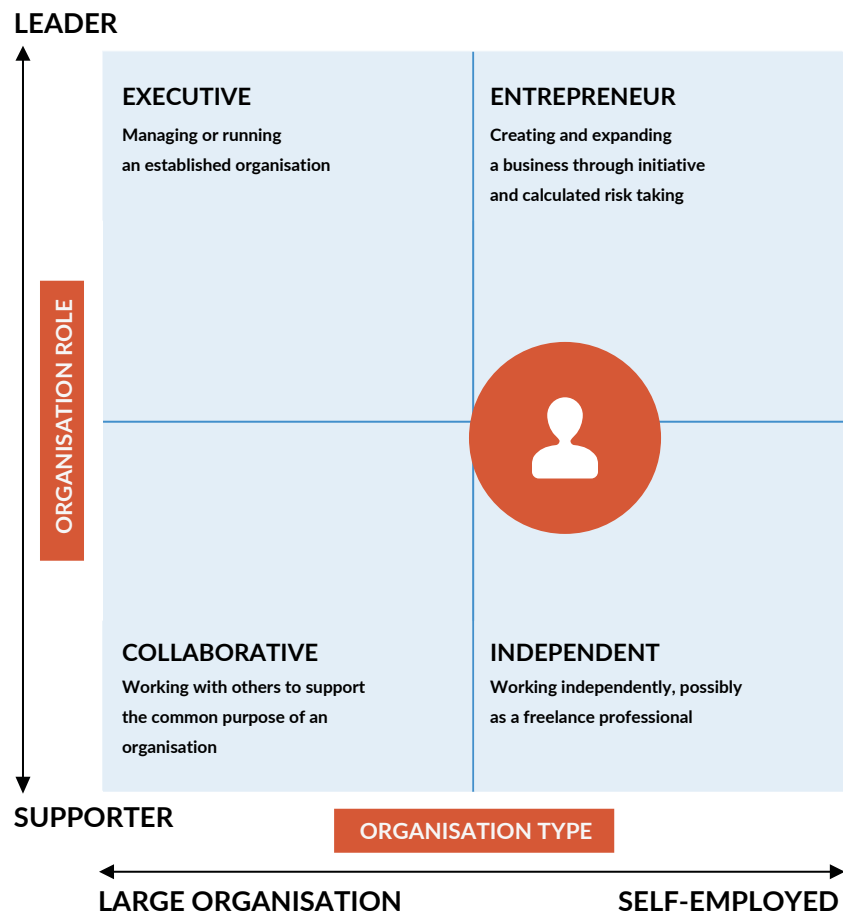 LEADER
EXECUTIVE
Managing or running
an established organisation
ENTREPRENEUR
Creating and expanding
a business through initiative
and calculated risk taking
ORGANISATION ROLE
COLLABORATIVE
Working with others to support
the common purpose of an
organisation
INDEPENDENT
Working independently, possibly
as a freelance professional
SUPPORTER
ORGANISATION TYPE
LARGE ORGANISATION
SELF-EMPLOYED